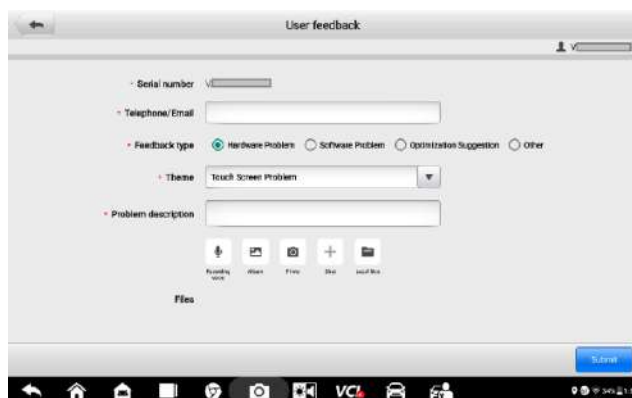 User feedback
V
* Serial number V
* Telephone/Email
* Feedback type Hardware Problem Software Problem Optimization Suggestion Other
* Theme Touch Screen Problem
* Problem description
Album
Files
Submit
VCI